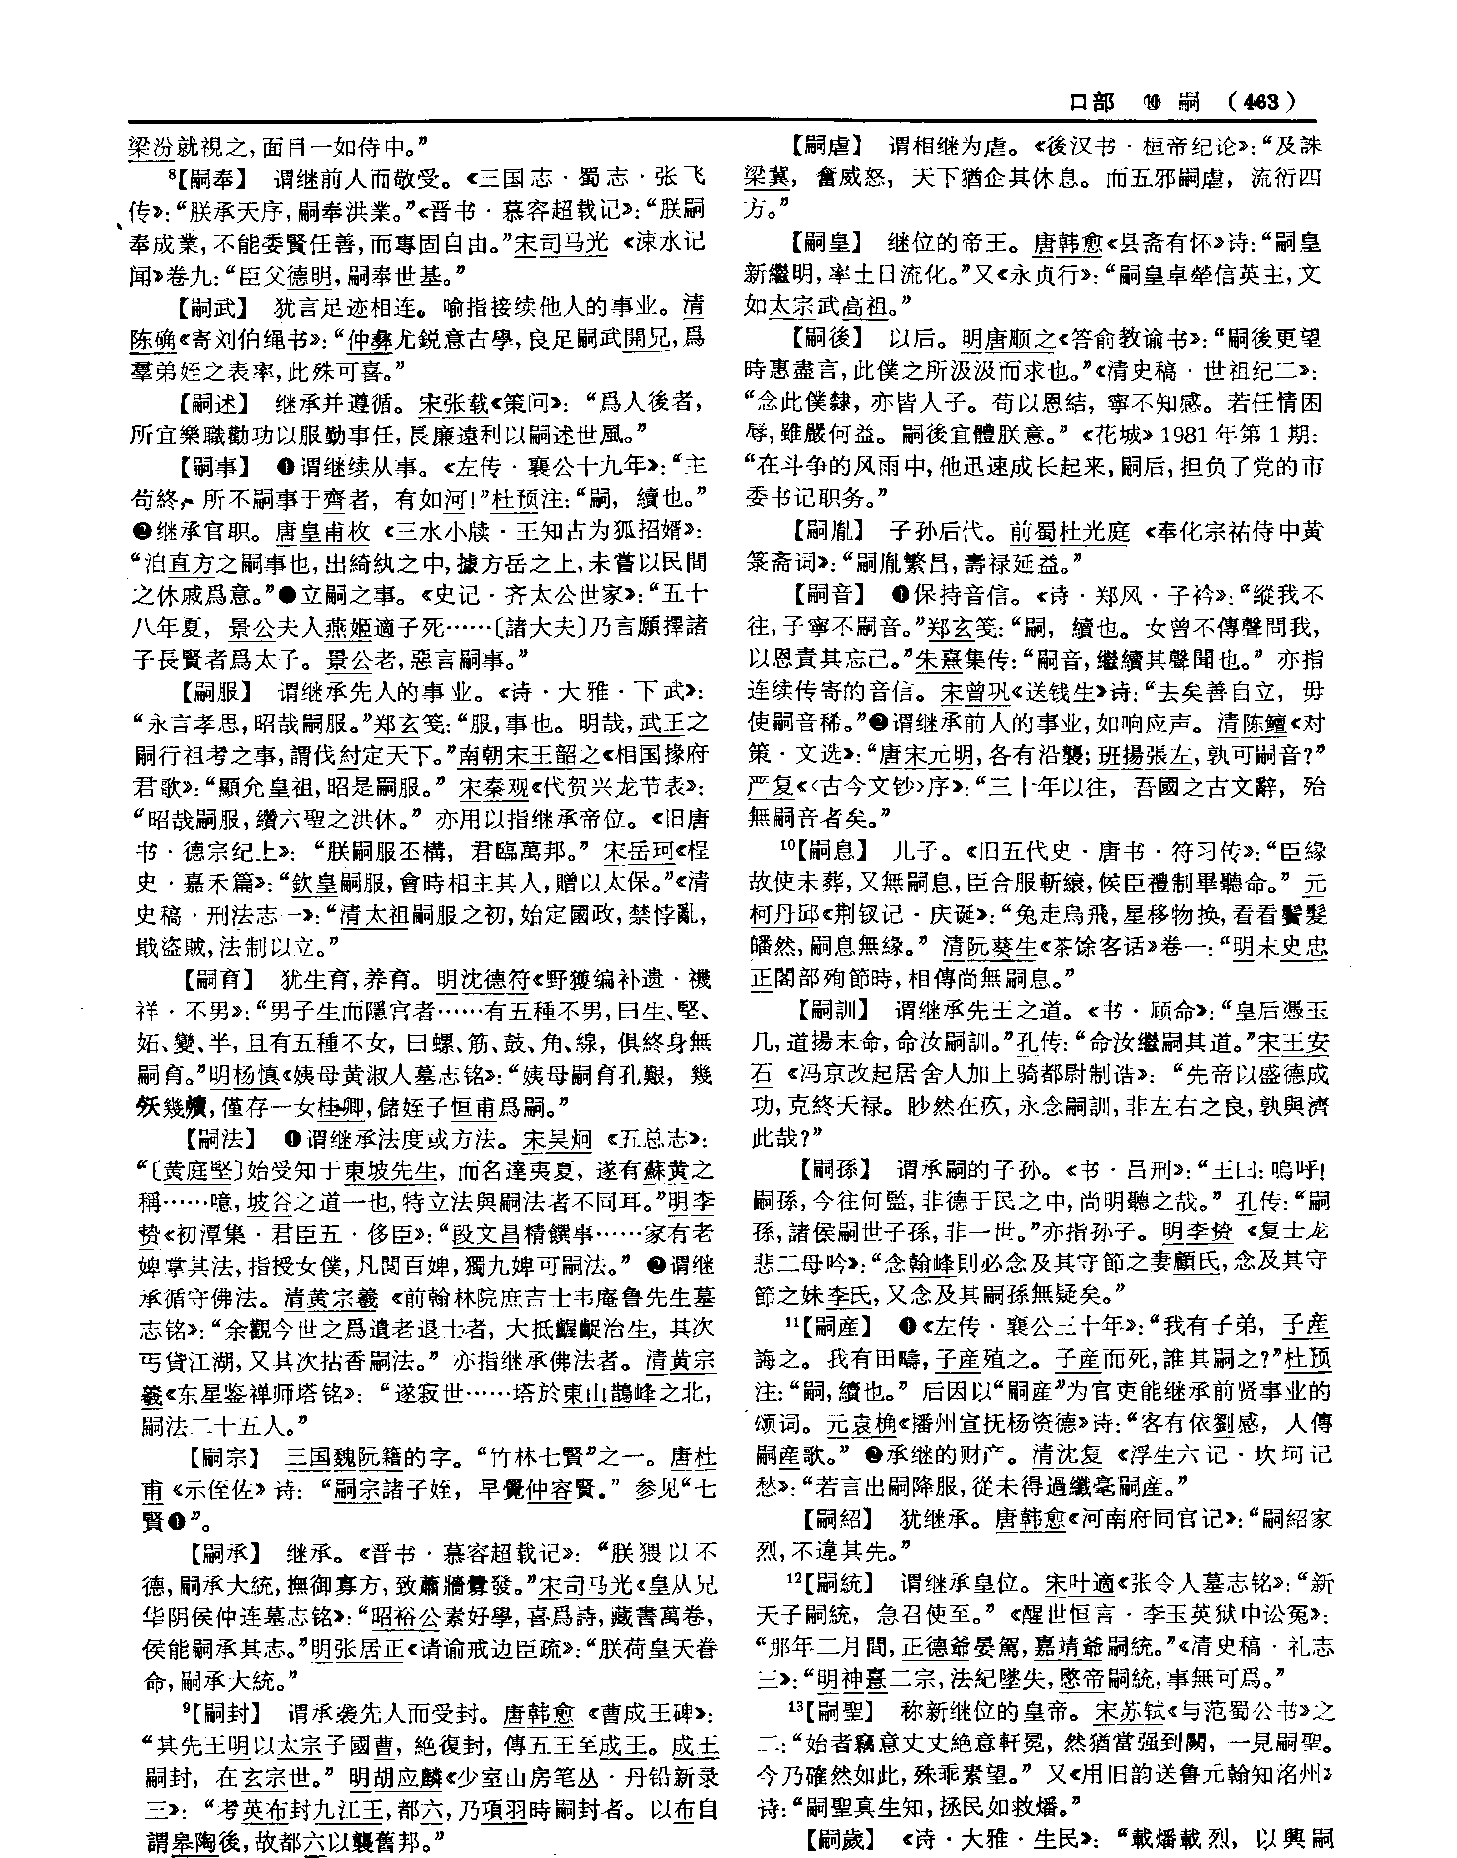 口部 ⑩ 嗣 (463)
梁汾就視之,面目一如侍中。”
⁸【嗣奉】 谓继前人而敬受。《三国志·蜀志·张飞
传》:“朕承天序,嗣奉洪業。”《晋书·慕容超载记》:“朕嗣
奉成業,不能委賢任善,而專固自由。”宋司马光《涑水记
闻》卷九:“臣父德明,嗣奉世基。”
【嗣武】 犹言足迹相连。喻指接续他人的事业。清
陈确《寄刘伯绳书》:“仲彝尤鋭意古學,良足嗣武開兄,爲
羣弟姪之表率,此殊可喜。”
【嗣述】 继承并遵循。宋张载《策问》:“爲人後者,
所宜樂職勸功以服勤事任,長廉遠利以嗣述世風。”
【嗣事】 ❶谓继续从事。《左传·襄公十九年》:“主
苟終,所不嗣事于齊者,有如河!”杜预注:“嗣,續也。”
❷继承官职。唐皇甫枚《三水小牍·王知古为狐招婿》:
“洎直方之嗣事也,出綺紈之中,據方岳之上,未嘗以民間
之休戚爲意。”●立嗣之事。《史记·齐太公世家》:“五十
八年夏,景公夫人燕姬適子死……〔諸大夫〕乃言願擇諸
子長賢者爲太子。景公老,惡言嗣事。”
【嗣服】 谓继承先人的事业。《诗·大雅·下武》:
“永言孝思,昭哉嗣服。”郑玄笺:“服,事也。明哉,武王之
嗣行祖考之事,謂伐紂定天下。”南朝宋王韶之《相国掾府
君歌》:“顯允皇祖,昭是嗣服。”宋秦观《代贺兴龙节表》:
“昭哉嗣服,纘六聖之洪休。”亦用以指继承帝位。《旧唐
书·德宗纪上》:“朕嗣服丕構,君臨萬邦。”宋岳珂《桯
史·嘉禾篇》:“欽皇嗣服,會時相主其人,贈以太保。”《清
史稿·刑法志一》:“清太祖嗣服之初,始定國政,禁悖亂,
戢盗賊,法制以立。”
【嗣育】 犹生育,养育。明沈德符《野獲编补遗·禨
祥·不男》:“男子生而隱宫者……有五種不男,曰生、堅、
妬、變、半,且有五種不女,曰螺、筋、鼓、角、線,俱終身無
嗣育。”明杨慎《姨母黄淑人墓志铭》:“姨母嗣育孔艱,幾
殀幾㱩,僅存一女桂卿,儲姪子恒甫爲嗣。”
【嗣法】 ❶谓继承法度或方法。宋吴炯《五总志》:
“〔黄庭堅〕始受知于東坡先生,而名達夷夏,遂有蘇黄之
稱……噫,坡谷之道一也,特立法與嗣法者不同耳。”明李
贽《初潭集·君臣五·侈臣》:“段文昌精饌事……家有老
婢掌其法,指授女僕,凡閲百婢,獨九婢可嗣法。”❷谓继
承循守佛法。清黄宗羲《前翰林院庶吉士韦庵鲁先生墓
志铭》:“余觀今世之爲遺老退士者,大抵齷齪治生,其次
丐貸江湖,又其次拈香嗣法。”亦指继承佛法者。清黄宗
羲《东星鉴禅师塔铭》:“遂寂世……塔於東山鵲峰之北,
嗣法二十五人。”
【嗣宗】 三国魏阮籍的字。“竹林七賢”之一。唐杜
甫《示侄佐》诗:“嗣宗諸子姪,早覺仲容賢。”参见“七
賢❶”。
【嗣承】 继承。《晋书·慕容超载记》:“朕猥以不
德,嗣承大統,撫御寡方,致蕭牆釁發。”宋司马光《皇从兄
华阴侯仲连墓志铭》:“昭裕公素好學,喜爲詩,藏書萬卷,
侯能嗣承其志。”明张居正《请谕戒边臣疏》:“朕荷皇天眷
命,嗣承大統。”
⁹【嗣封】 谓承袭先人而受封。唐韩愈《曹成王碑》:
“其先王明以太宗子國曹,絶復封,傳五王至成王。成王
嗣封,在玄宗世。”明胡应麟《少室山房笔丛·丹铅新录
三》:“考英布封九江王,都六,乃項羽時嗣封者。以布自
謂皋陶後,故都六以襲舊邦。”
【嗣虐】 谓相继为虐。《後汉书·桓帝纪论》:“及誅
梁冀,奮威怒,天下猶企其休息。而五邪嗣虐,流衍四
方。”
【嗣皇】 继位的帝王。唐韩愈《县斋有怀》诗:“嗣皇
新繼明,率土日流化。”又《永贞行》:“嗣皇卓犖信英主,文
如太宗武高祖。”
【嗣後】 以后。明唐顺之《答俞教谕书》:“嗣後更望
時惠盡言,此僕之所汲汲而求也。”《清史稿·世祖纪二》:
“念此僕隸,亦皆人子。苟以恩結,寧不知感。若任情困
辱,雖嚴何益。嗣後宜體朕意。”《花城》1981年第1期:
“在斗争的风雨中,他迅速成长起来,嗣后,担负了党的市
委书记职务。”
【嗣胤】 子孙后代。前蜀杜光庭《奉化宗祐侍中黄
箓斋词》:“嗣胤繁昌,壽禄延益。”
【嗣音】 ❶保持音信。《诗·郑风·子衿》:“縱我不
往,子寧不嗣音。”郑玄笺:“嗣,續也。女曾不傳聲問我,
以恩責其忘己。”朱熹集传:“嗣音,繼續其聲聞也。”亦指
连续传寄的音信。宋曾巩《送钱生》诗:“去矣善自立,毋
使嗣音稀。”❷谓继承前人的事业,如响应声。清陈鳣《对
策·文选》:“唐宋元明,各有沿襲;班揚張左,孰可嗣音?”
严复《〈古今文钞〉序》:“三十年以往,吾國之古文辭,殆
無嗣音者矣。”
¹⁰【嗣息】 儿子。《旧五代史·唐书·符习传》:“臣緣
故使未葬,又無嗣息,臣合服斬縗,候臣禮制畢聽命。”元
柯丹邱《荆钗记·庆诞》:“兔走烏飛,星移物换,看看鬢髮
皤然,嗣息無緣。”清阮葵生《茶馀客话》卷一:“明末史忠
正閣部殉節時,相傳尚無嗣息。”
【嗣訓】 谓继承先王之道。《书·顾命》:“皇后憑玉
几,道揚末命,命汝嗣訓。”孔传:“命汝繼嗣其道。”宋王安
石《冯京改起居舍人加上骑都尉制诰》:“先帝以盛德成
功,克終天禄。眇然在疚,永念嗣訓,非左右之良,孰與濟
此哉?”
【嗣孫】 谓承嗣的子孙。《书·吕刑》:“王曰:嗚呼!
嗣孫,今往何監,非德于民之中,尚明聽之哉。”孔传:“嗣
孫,諸侯嗣世子孫,非一世。”亦指孙子。明李贽《复士龙
悲二母吟》:“念翰峰則必念及其守節之妻顧氏,念及其守
節之妹李氏,又念及其嗣孫無疑矣。”
¹¹【嗣産】 ❶《左传·襄公三十年》:“我有子弟,子産
誨之。我有田疇,子産殖之。子産而死,誰其嗣之?”杜预
注:“嗣,續也。”后因以“嗣産”为官吏能继承前贤事业的
颂词。元袁桷《播州宣抚杨资德》诗:“客有依劉感,人傳
嗣産歌。”❷承继的财产。清沈复《浮生六记·坎坷记
愁》:“若言出嗣降服,從未得過纖毫嗣産。”
【嗣紹】 犹继承。唐韩愈《河南府同官记》:“嗣紹家
烈,不違其先。”
¹²【嗣統】 谓继承皇位。宋叶適《张令人墓志铭》:“新
天子嗣統,急召使至。”《醒世恒言·李玉英狱中讼冤》:
“那年二月間,正德爺晏駕,嘉靖爺嗣統。”《清史稿·礼志
三》:“明神熹二宗,法紀墜失,愍帝嗣統,事無可爲。”
¹³【嗣聖】 称新继位的皇帝。宋苏轼《与范蜀公书》之
二:“始者竊意丈丈絶意軒冕,然猶當强到闕,一見嗣聖。
今乃確然如此,殊乖素望。”又《用旧韵送鲁元翰知洺州》
诗:“嗣聖真生知,拯民如救燔。”
【嗣歲】 《诗·大雅·生民》:“載燔載烈,以興嗣